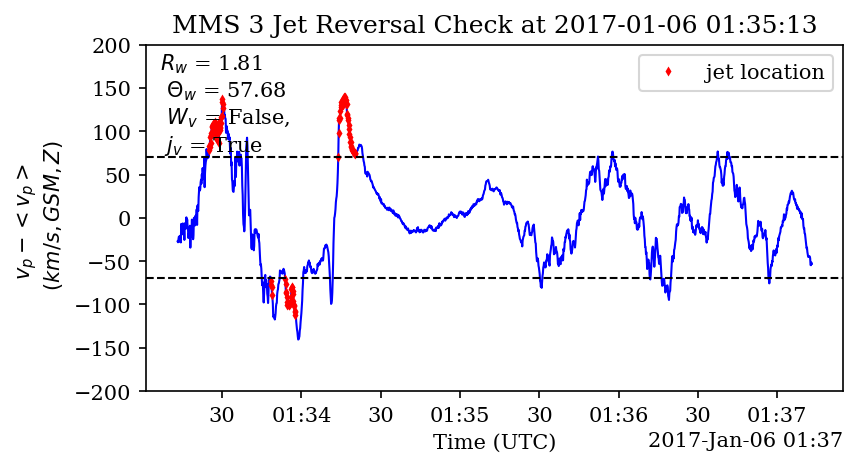 MMS 3 Jet Reversal Check at 2017-01-06 01:35:13
R_w = 1.81
Θ_w = 57.68
W_v = False,
j_v = True
jet location
v_p − < v_p >
(km/s, GSM, Z)
200
150
100
50
0
−50
−100
−150
−200
30 01:34 30 01:35 30 01:36 30 01:37
Time (UTC)
2017-Jan-06 01:37